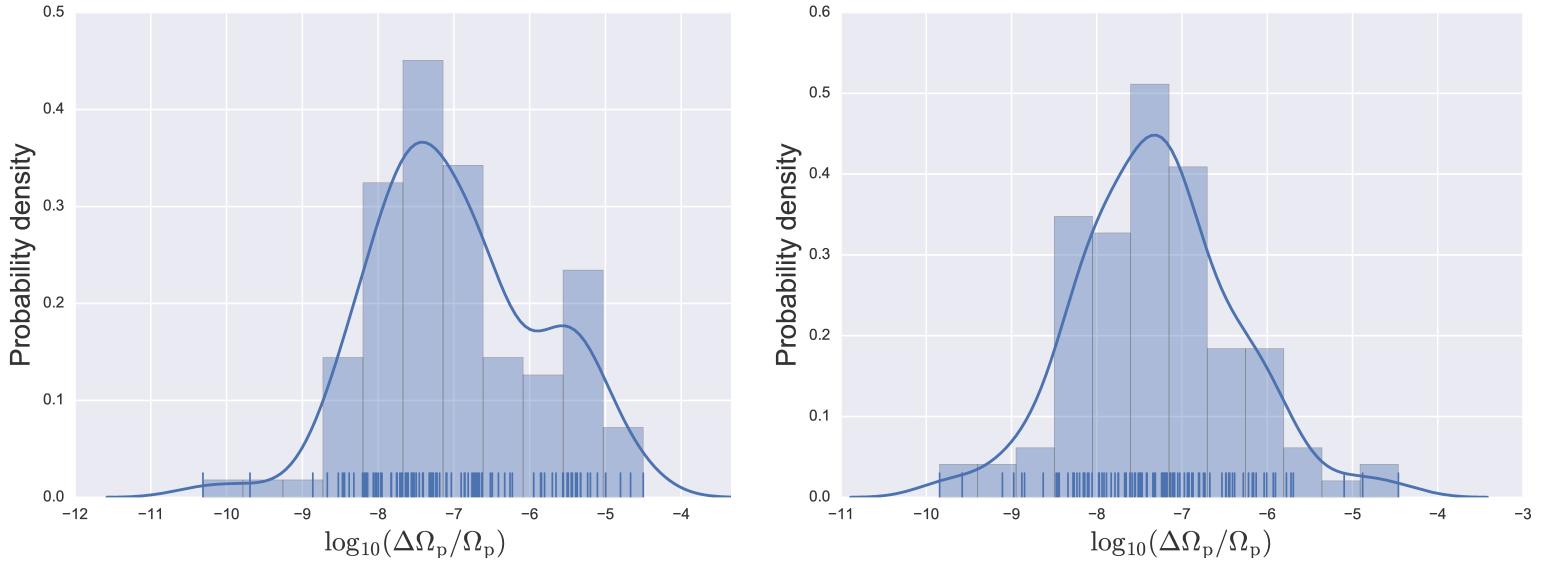 0.5
0.4
0.3
0.2
0.1
0.0
−12 −11 −10 −9 −8 −7 −6 −5 −4
Probability density
log₁₀(ΔΩₚ/Ωₚ)
0.6
0.5
0.4
0.3
0.2
0.1
0.0
−11 −10 −9 −8 −7 −6 −5 −4 −3
Probability density
log₁₀(ΔΩₚ/Ωₚ)